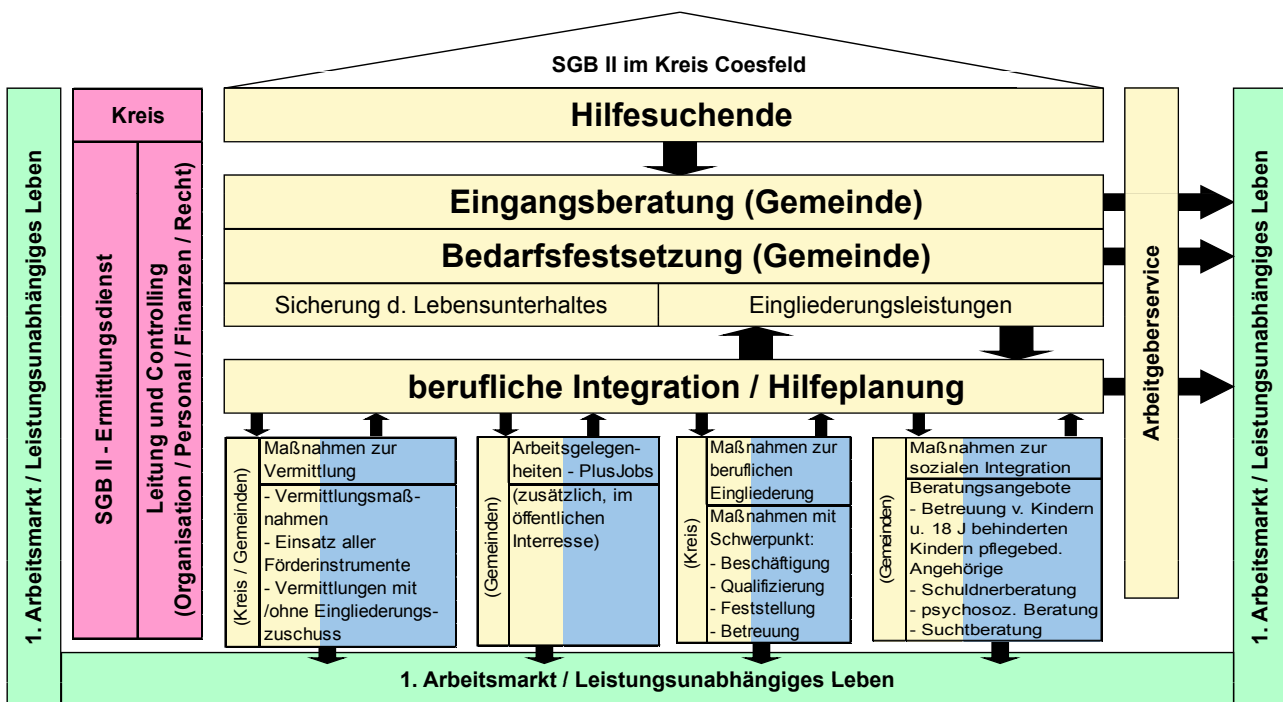 SGB II im Kreis Coesfeld
1. Arbeitsmarkt / Leistungsunabhängiges Leben
Kreis
SGB II - Ermittlungsdienst
Leitung und Controlling
(Organisation / Personal / Finanzen / Recht)
Hilfesuchende
Eingangsberatung (Gemeinde)
Bedarfsfestsetzung (Gemeinde)
Sicherung d. Lebensunterhaltes
Eingliederungsleistungen
berufliche Integration / Hilfeplanung
(Kreis / Gemeinden)
Maßnahmen zur
Vermittlung
- Vermittlungsmaß-
nahmen
- Einsatz aller
Förderinstrumente
- Vermittlungen mit
/ohne Eingliederungs-
zuschuss
(Gemeinden)
Arbeitsgelegen-
heiten - PlusJobs
(zusätzlich, im
öffentlichen
Interresse)
(Kreis)
Maßnahmen zur
beruflichen
Eingliederung
Maßnahmen mit
Schwerpunkt:
- Beschäftigung
- Qualifizierung
- Feststellung
- Betreuung
(Gemeinden)
Maßnahmen zur
sozialen Integration
Beratungsangebote
- Betreuung v. Kindern
u. 18 J behinderten
Kindern pflegebed.
Angehörige
- Schuldnerberatung
- psychosoz. Beratung
- Suchtberatung
Arbeitgeberservice
1. Arbeitsmarkt / Leistungsunabhängiges Leben
1. Arbeitsmarkt / Leistungsunabhängiges Leben